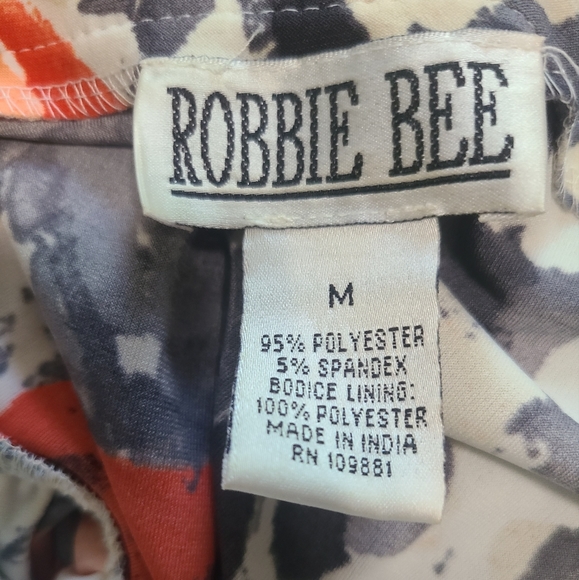 ROBBIE BEE
M
95% POLYESTER
5% SPANDEX
BODICE LINING:
100% POLYESTER
MADE IN INDIA
RN 109881